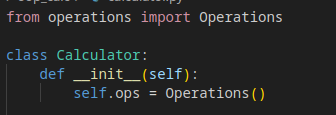 from operations import Operations
class Calculator:
    def __init__(self):
        self.ops = Operations()